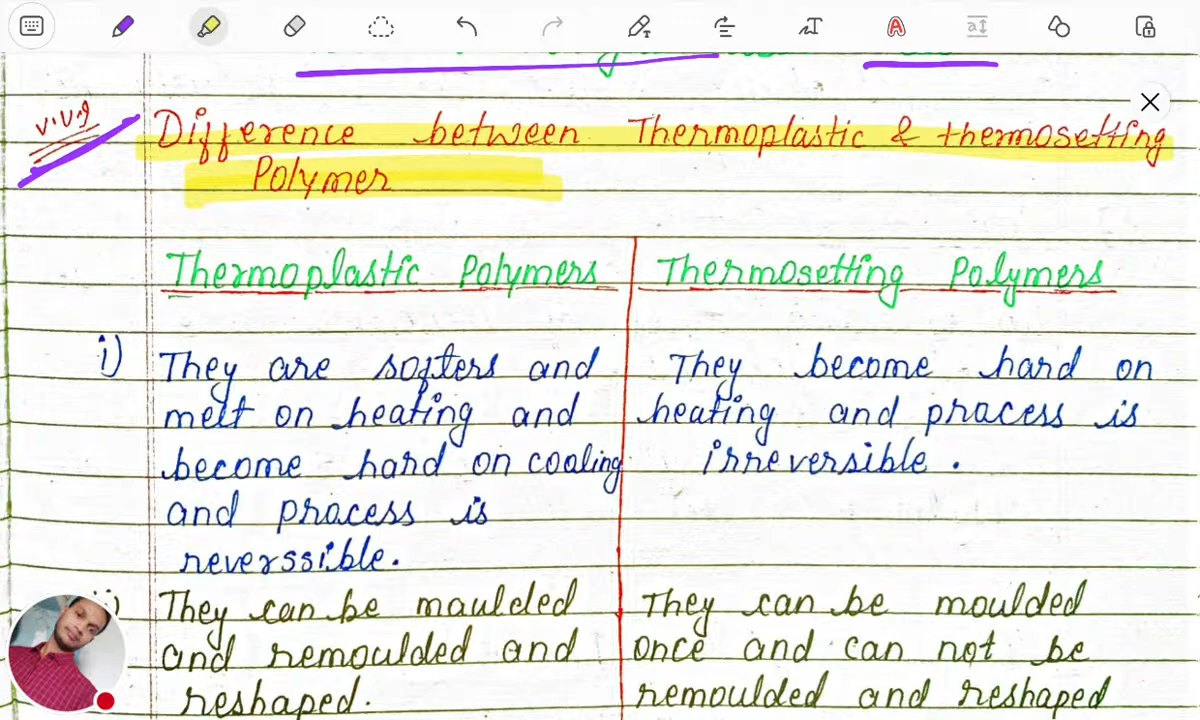 V.V.I
Difference between Thermoplastic & thermosetting
Polymer
Thermoplastic Polymers
Thermosetting Polymers
i) They are softers and
melt on heating and
become hard on cooling
and process is
reverssible.
They become hard on
heating and process is
irreversible.
They can be maulded
and remoulded and
reshaped.
They can be moulded
once and can not be
remoulded and reshaped